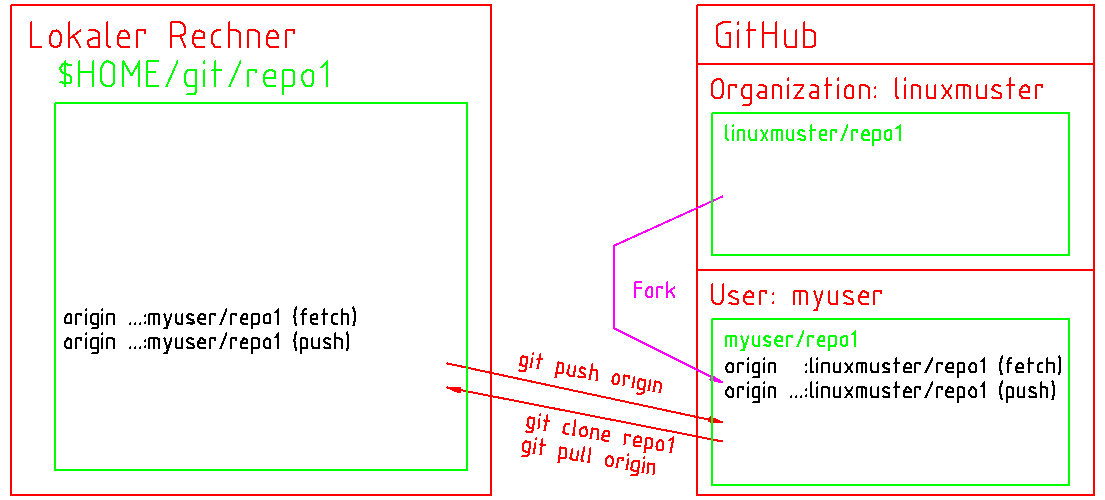 Lokaler Rechner
$HOME/git/repo1
origin ...:myuser/repo1 (fetch)
origin ...:myuser/repo1 (push)
git push origin
git clone repo1
git pull origin
Fork
GitHub
Organization: linuxmuster
linuxmuster/repo1
User: myuser
myuser/repo1
origin   :linuxmuster/repo1 (fetch)
origin ...:linuxmuster/repo1 (push)